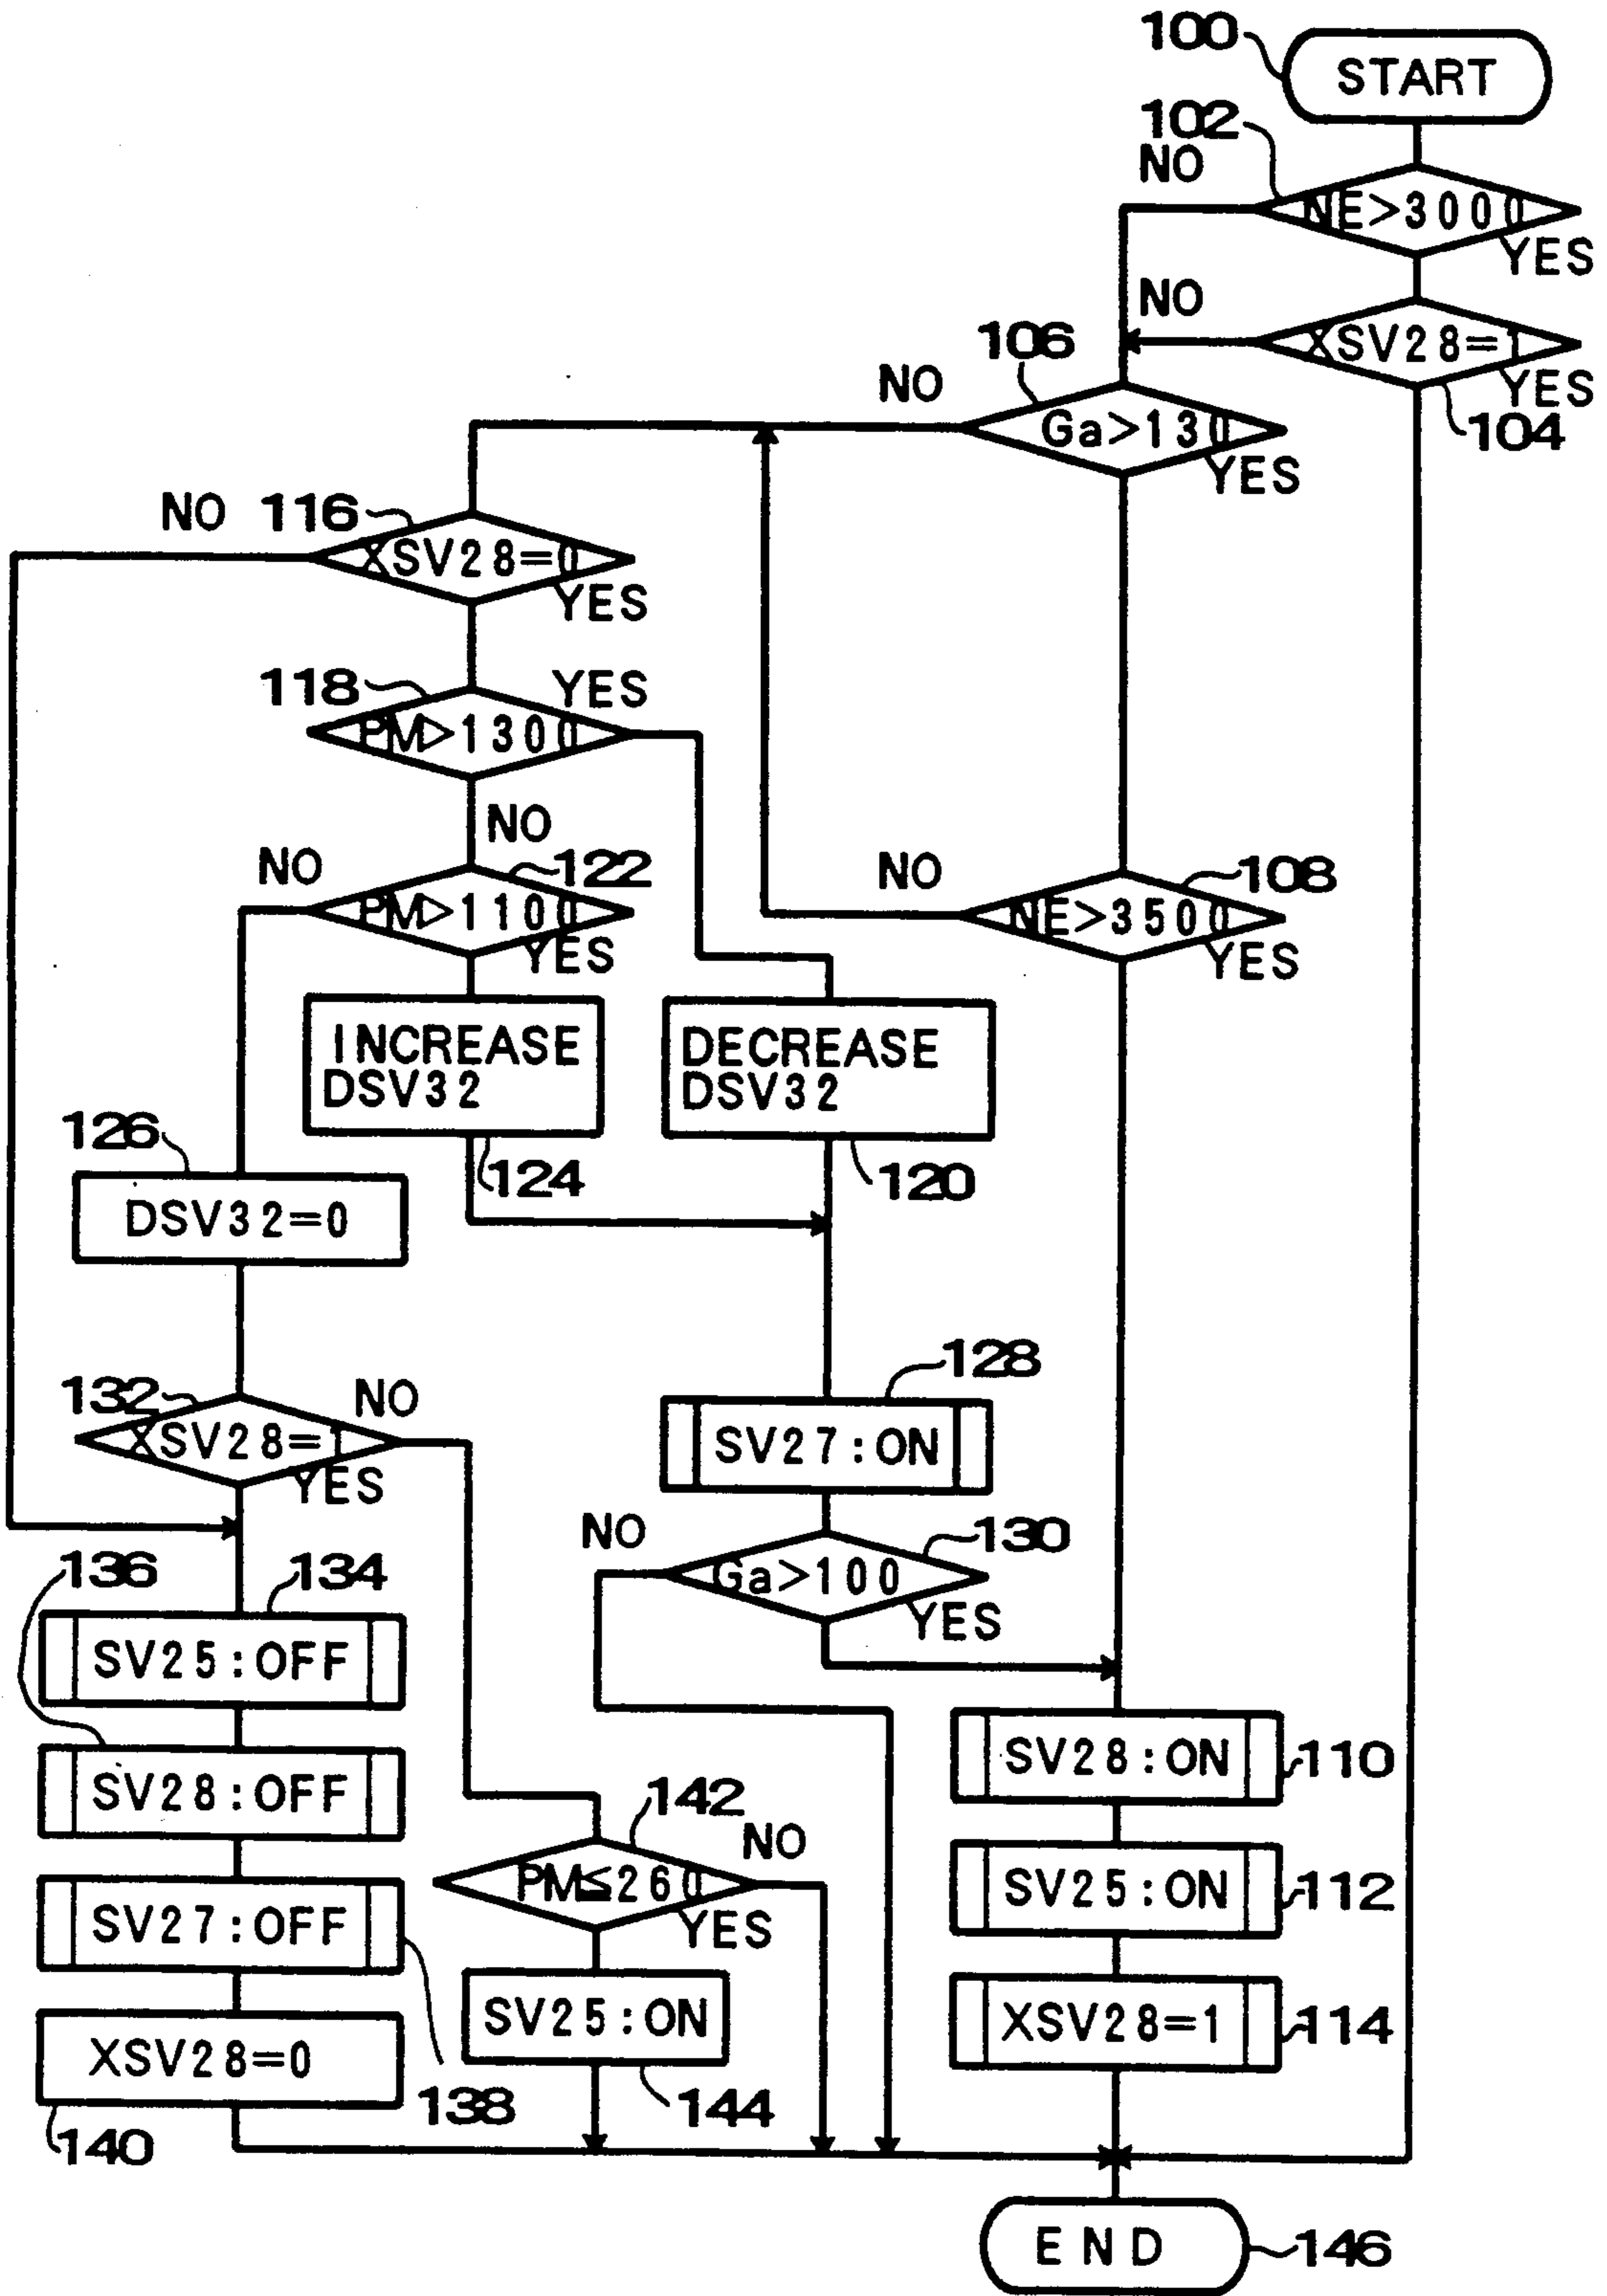 100
START
102
NO
NE>3000
YES
NO
XSV28=1
YES
104
106
NO
Ga>130
YES
NO
116
XSV28=0
YES
118
YES
PM>1300
NO
NO
122
PM>1100
YES
NO
108
NE>3500
YES
INCREASE
DSV32
124
DECREASE
DSV32
120
126
DSV32=0
132
NO
XSV28=1
YES
128
SV27:ON
NO
130
Ga>100
YES
136
134
SV25:OFF
SV28:OFF
SV27:OFF
138
XSV28=0
140
142
NO
PM≦260
YES
SV25:ON
144
SV28:ON
110
SV25:ON
112
XSV28=1
114
END
146